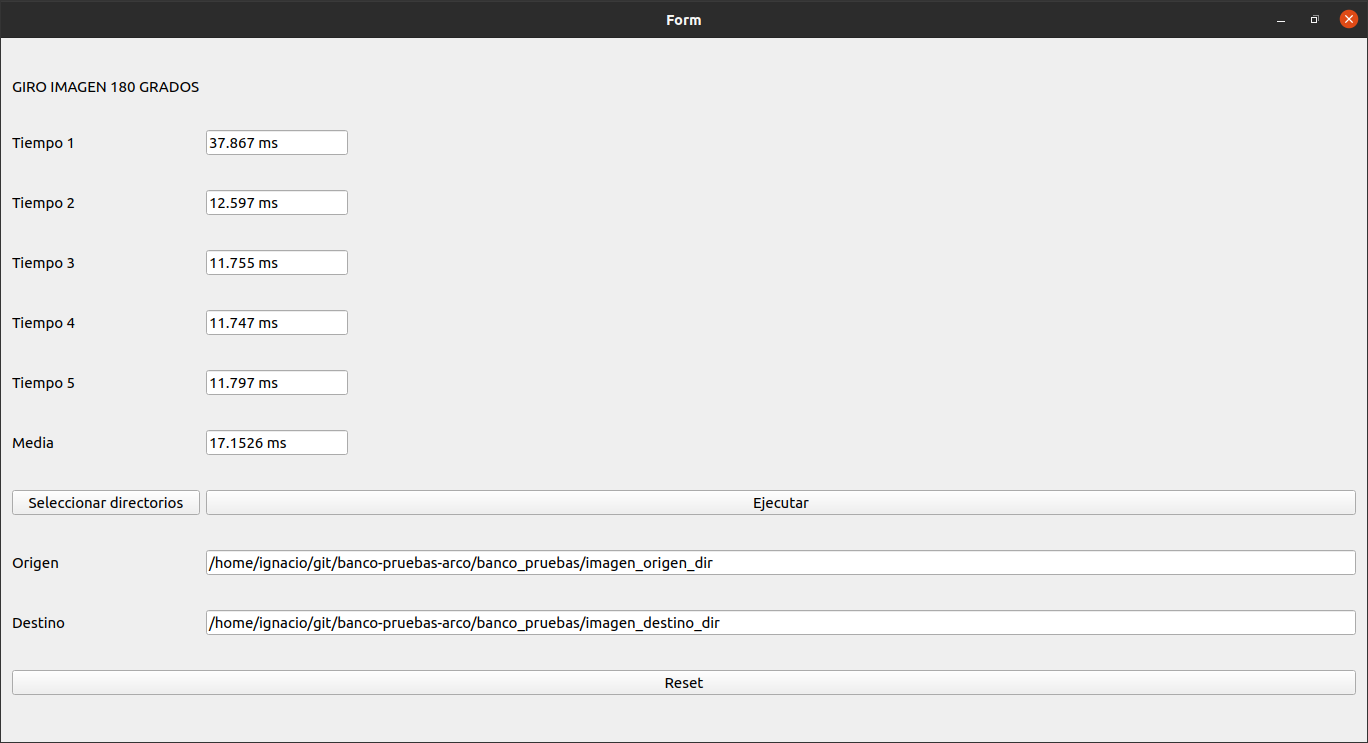 Form
GIRO IMAGEN 180 GRADOS
Tiempo 1 37.867 ms
Tiempo 2 12.597 ms
Tiempo 3 11.755 ms
Tiempo 4 11.747 ms
Tiempo 5 11.797 ms
Media 17.1526 ms
Seleccionar directorios Ejecutar
Origen /home/ignacio/git/banco-pruebas-arco/banco_pruebas/imagen_origen_dir
Destino /home/ignacio/git/banco-pruebas-arco/banco_pruebas/imagen_destino_dir
Reset